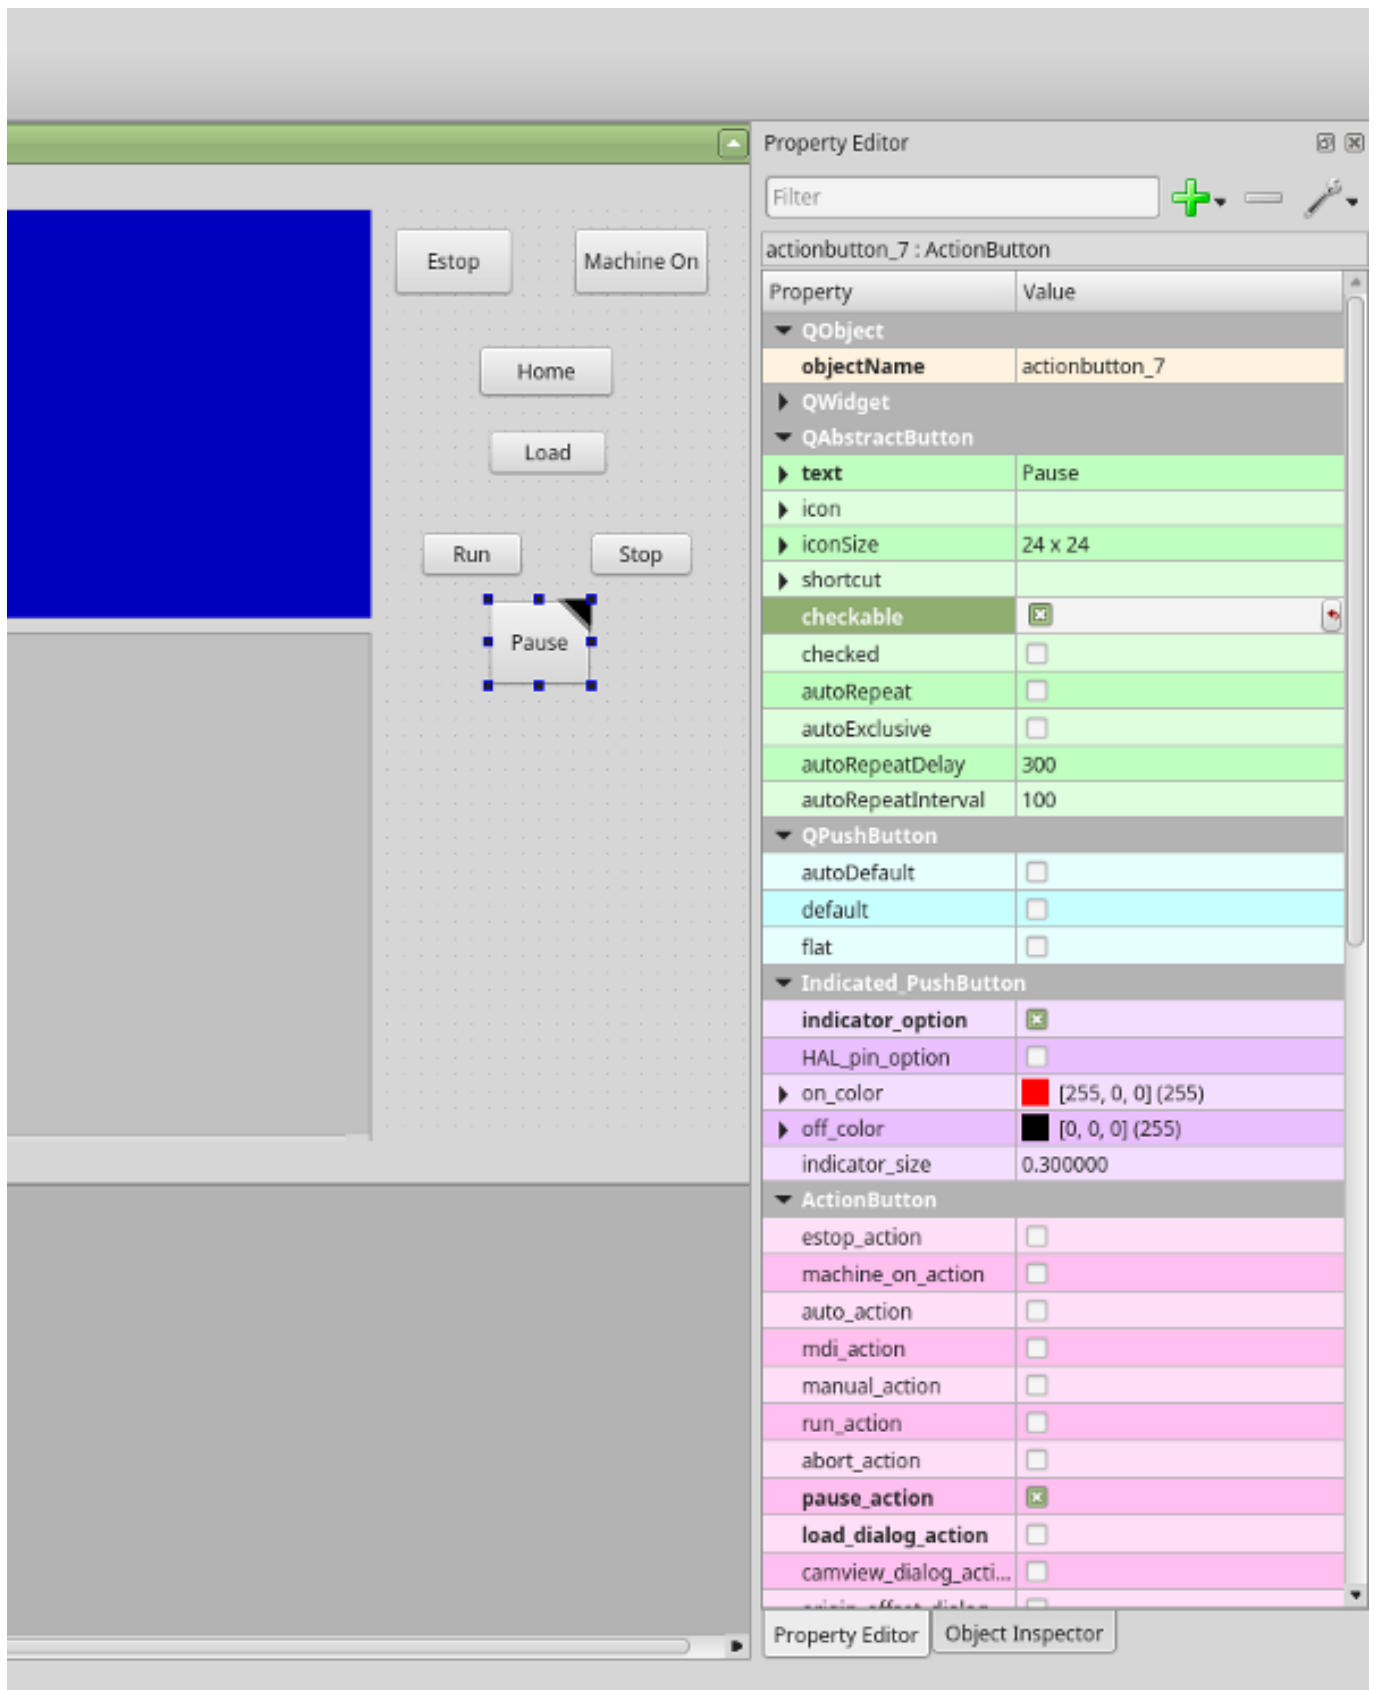 Property Editor
Filter
actionbutton_7 : ActionButton
Property Value
QObject
objectName actionbutton_7
QWidget
QAbstractButton
text Pause
icon
iconSize 24 x 24
shortcut
checkable
checked
autoRepeat
autoExclusive
autoRepeatDelay 300
autoRepeatInterval 100
QPushButton
autoDefault
default
flat
Indicated_PushButton
indicator_option
HAL_pin_option
on_color [255, 0, 0] (255)
off_color [0, 0, 0] (255)
indicator_size 0.300000
ActionButton
estop_action
machine_on_action
auto_action
mdi_action
manual_action
run_action
abort_action
pause_action
load_dialog_action
camview_dialog_acti...
Property Editor Object Inspector
Estop Machine On
Home
Load
Run Stop
Pause